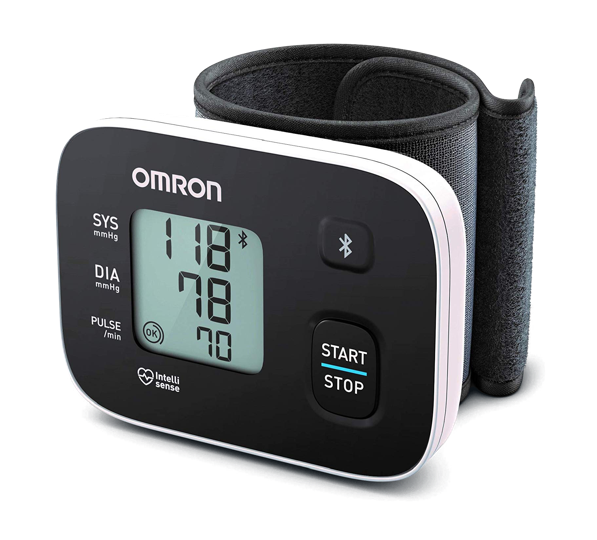 OMRON
SYS
mmHg
118
DIA
mmHg
78
PULSE
/min
OK
70
Intelli
sense
START
STOP